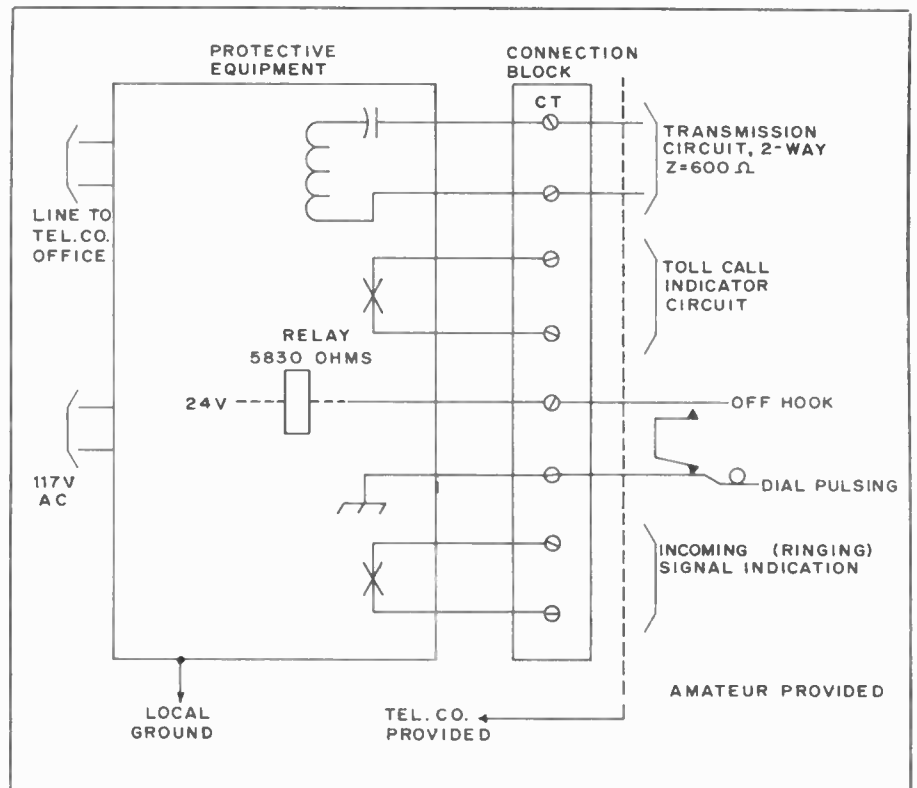 PROTECTIVE
EQUIPMENT
CONNECTION
BLOCK
CT
TRANSMISSION
CIRCUIT, 2-WAY
Z=600 Ω
LINE TO
TEL.CO.
OFFICE
TOLL CALL
INDICATOR
CIRCUIT
RELAY
5830 OHMS
24V
OFF HOOK
117V
AC
DIAL PULSING
INCOMING (RINGING)
SIGNAL INDICATION
AMATEUR PROVIDED
LOCAL
GROUND
TEL. CO.
PROVIDED